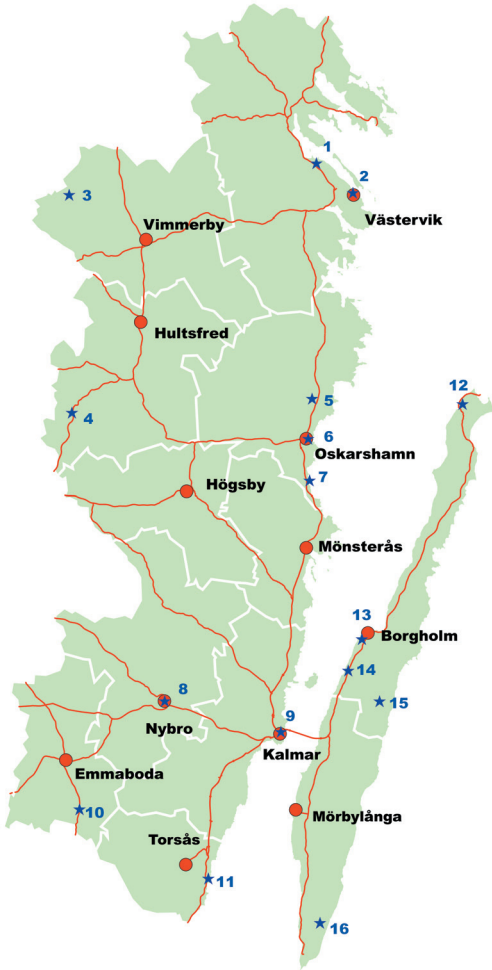 1
2
3
Västervik
Vimmerby
Hultsfred
12
5
4
6
Oskarshamn
7
Högsby
Mönsterås
13
Borgholm
14
8
15
9
Nybro
Kalmar
Emmaboda
10
Mörbylånga
Torsås
11
16